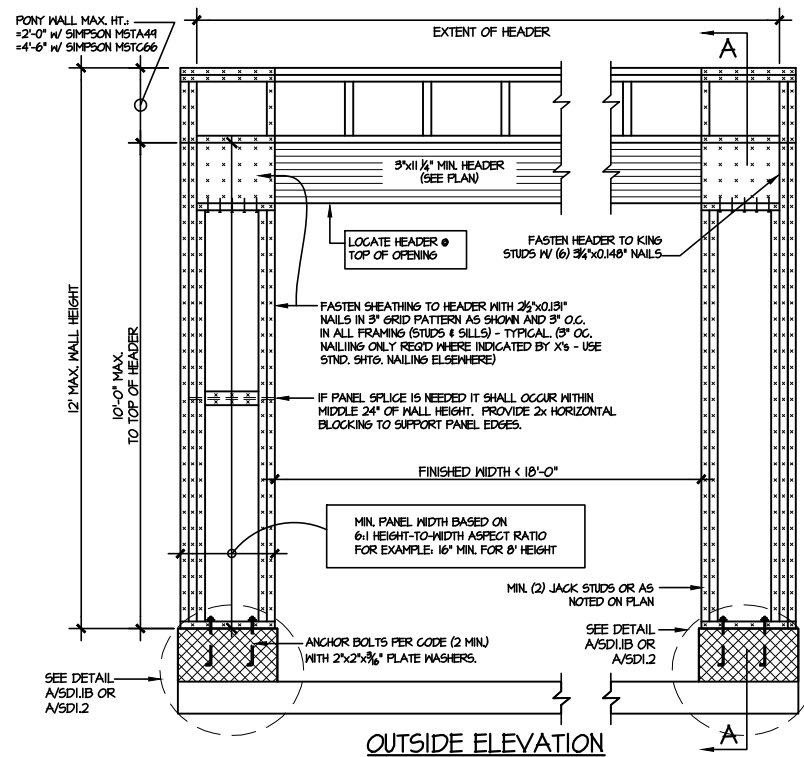 PONY WALL MAX. HT.:
=2'-0" W/ SIMPSON MSTA49
=4'-6" W/ SIMPSON MSTC66
EXTENT OF HEADER
A
3"x11 1/4" MIN. HEADER
(SEE PLAN)
LOCATE HEADER @
TOP OF OPENING
FASTEN HEADER TO KING
STUDS W/ (6) 3 1/4"x0.148" NAILS
FASTEN SHEATHING TO HEADER WITH 2 1/2"x0.131"
NAILS IN 3" GRID PATTERN AS SHOWN AND 3" O.C.
IN ALL FRAMING (STUDS & SILLS) - TYPICAL. (3" OC.
NAILIING ONLY REQ'D WHERE INDICATED BY X's - USE
STND. SHTG. NAILING ELSEWHERE)
12' MAX. WALL HEIGHT
10'-0" MAX.
TO TOP OF HEADER
IF PANEL SPLICE IS NEEDED IT SHALL OCCUR WITHIN
MIDDLE 24" OF WALL HEIGHT. PROVIDE 2x HORIZONTAL
BLOCKING TO SUPPORT PANEL EDGES.
FINISHED WIDTH < 18'-0"
MIN. PANEL WIDTH BASED ON
6:1 HEIGHT-TO-WIDTH ASPECT RATIO
FOR EXAMPLE: 16" MIN. FOR 8' HEIGHT
MIN. (2) JACK STUDS OR AS
NOTED ON PLAN
SEE DETAIL
A/SD1.1B OR
A/SD1.2
ANCHOR BOLTS PER CODE (2 MIN.)
WITH 2"x2"x3/16" PLATE WASHERS.
SEE DETAIL
A/SD1.1B OR
A/SD1.2
A
OUTSIDE ELEVATION